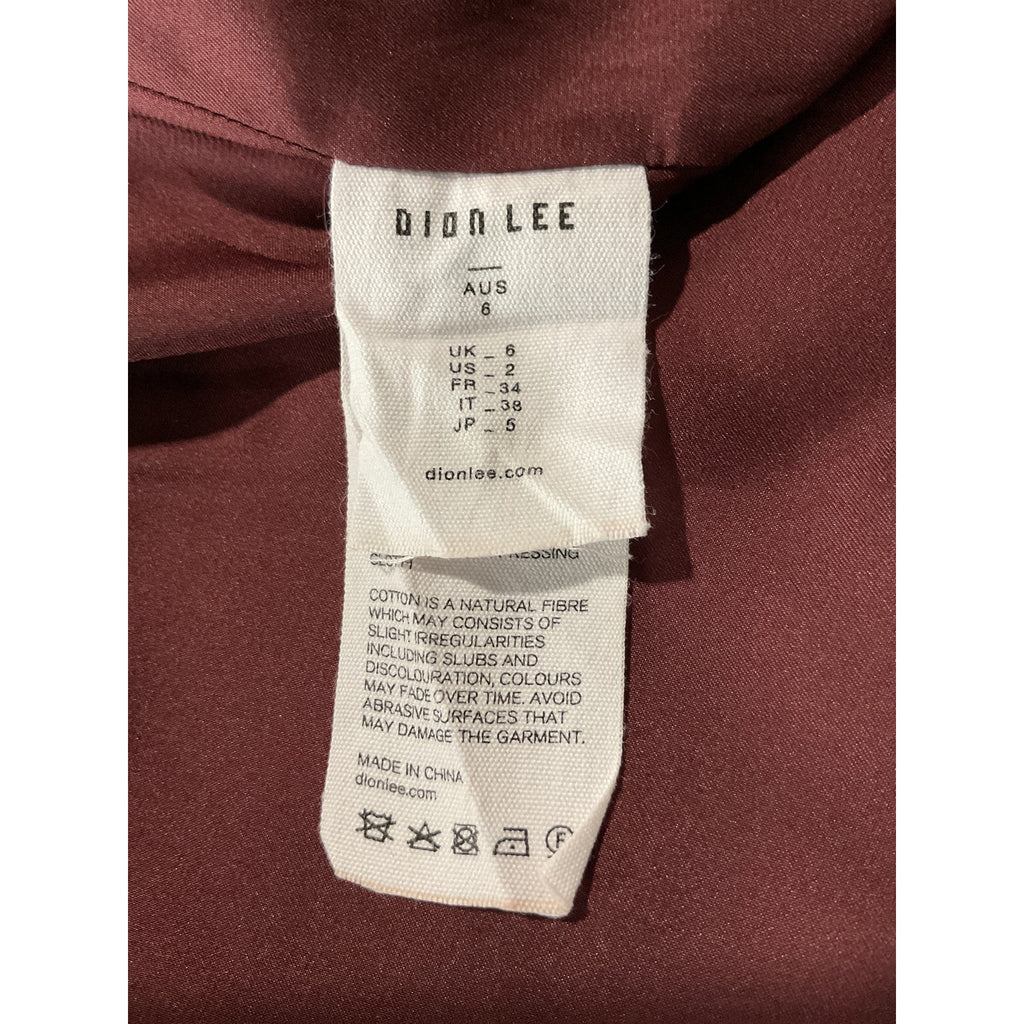 DION LEE
AUS
6
UK _ 6
US _ 2
FR _ 34
IT _ 38
JP _ 5
dionlee.com
CLOTH
COTTON IS A NATURAL FIBRE
WHICH MAY CONSISTS OF
SLIGHT IRREGULARITIES
INCLUDING SLUBS AND
DISCOLOURATION, COLOURS
MAY FADE OVER TIME. AVOID
ABRASIVE SURFACES THAT
MAY DAMAGE THE GARMENT.
MADE IN CHINA
dionlee.com
F